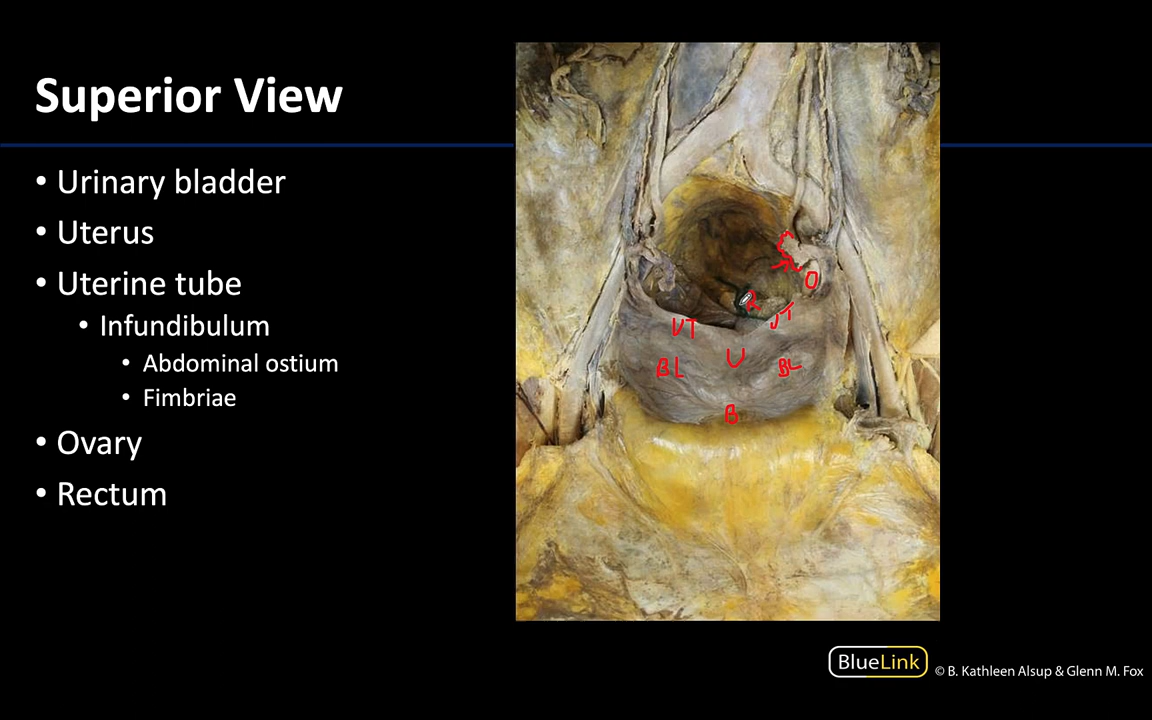 Superior View
• Urinary bladder
• Uterus
• Uterine tube
• Infundibulum
• Abdominal ostium
• Fimbriae
• Ovary
• Rectum
O
R
UT
UT
BL
U
BL
B
BlueLink
© B. Kathleen Alsup & Glenn M. Fox